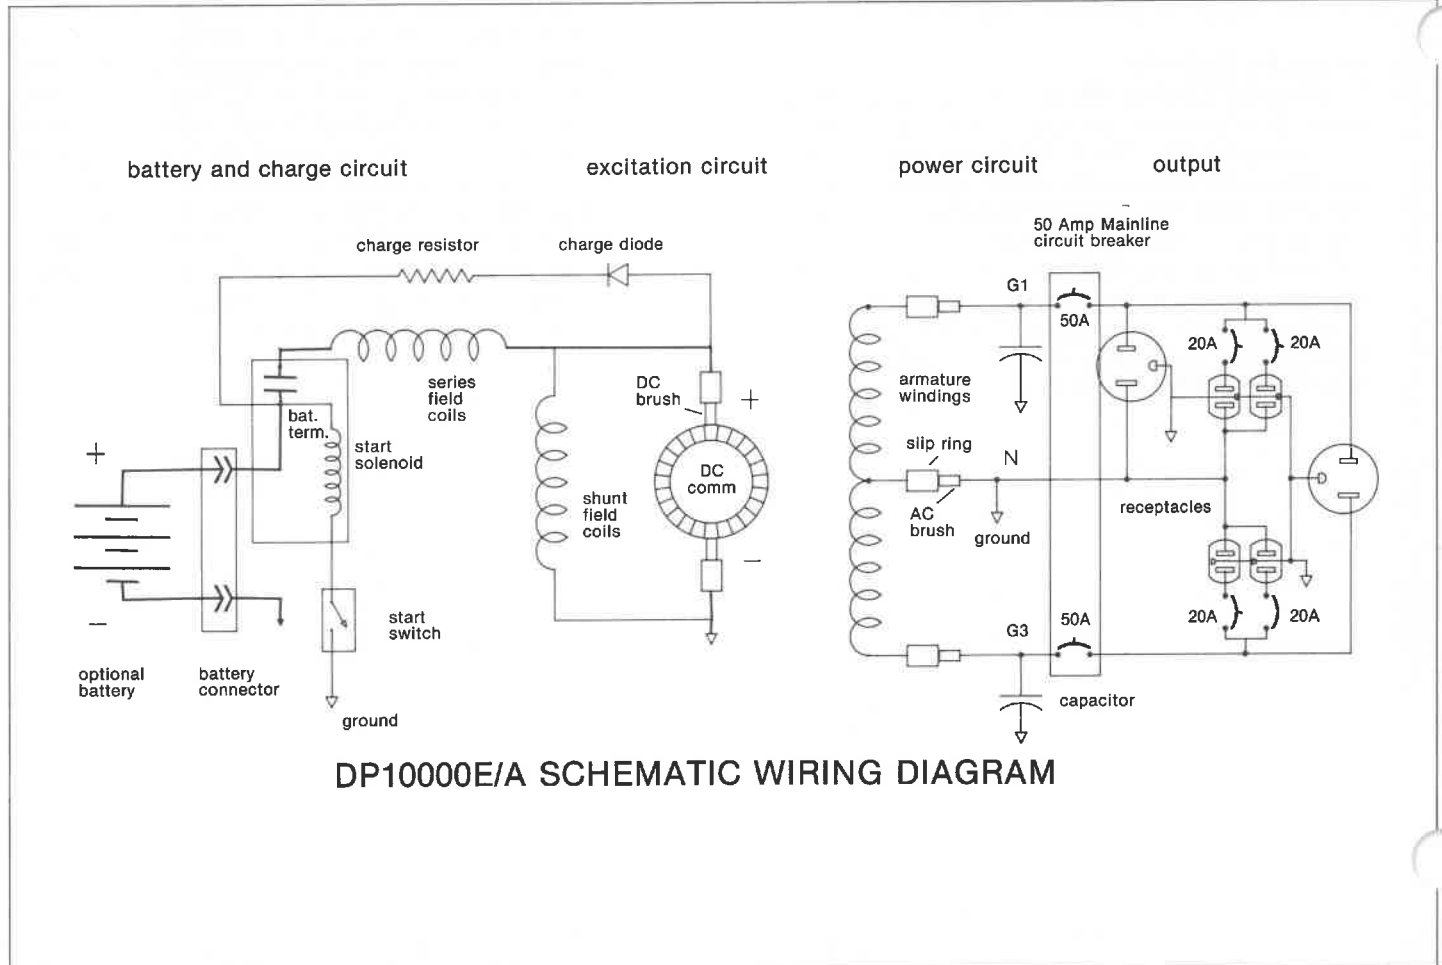 battery and charge circuit
excitation circuit
power circuit
output
50 Amp Mainline
circuit breaker
charge resistor
charge diode
G1
50A
20A
20A
series
field
coils
DC
brush
+
armature
windings
bat.
term.
start
solenoid
+
slip ring
N
DC
comm
shunt
field
coils
AC
brush
ground
receptacles
−
−
start
switch
G3
50A
20A
20A
optional
battery
battery
connector
ground
capacitor
DP10000E/A SCHEMATIC WIRING DIAGRAM